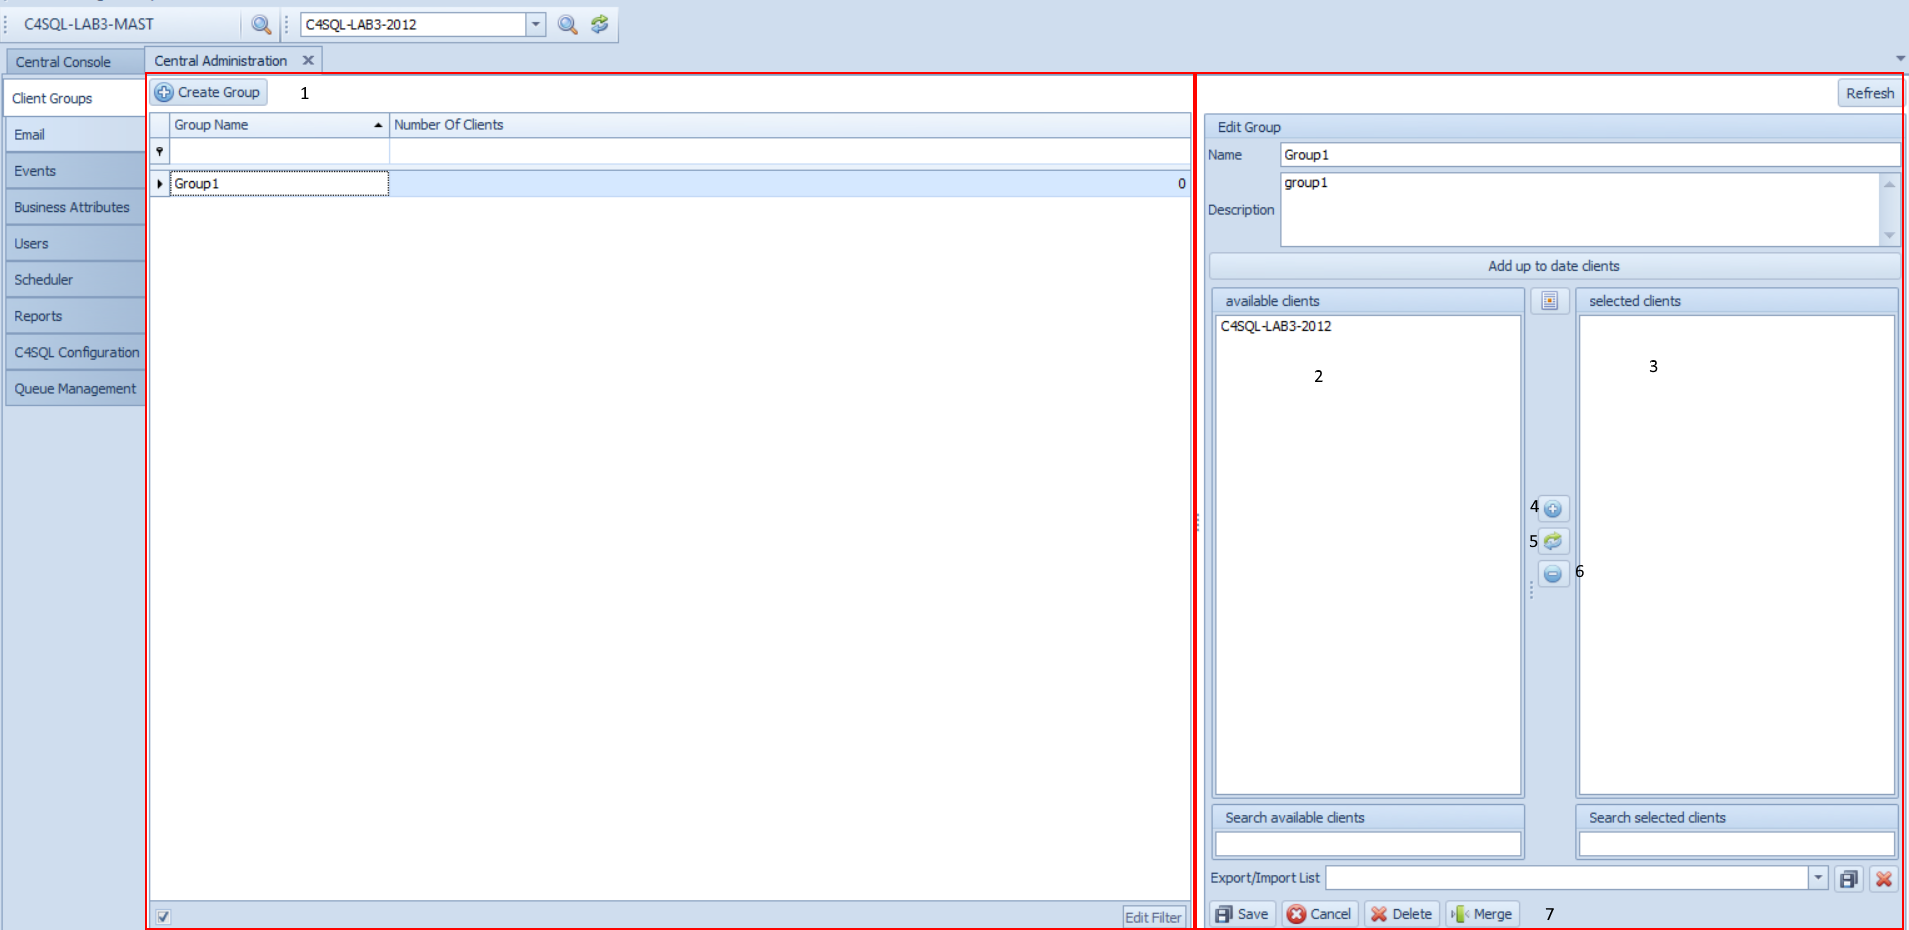 C4SQL-LAB3-MAST
C4SQL-LAB3-2012
Central Console
Central Administration
Client Groups
Email
Events
Business Attributes
Users
Scheduler
Reports
C4SQL Configuration
Queue Management
Create Group
1
Group Name
Number Of Clients
Group1
0
Edit Filter
Refresh
Edit Group
Name
Group1
Description
group1
Add up to date clients
available clients
C4SQL-LAB3-2012
2
selected clients
3
4
5
6
Search available clients
Search selected clients
Export/Import List
Save
Cancel
Delete
Merge
7